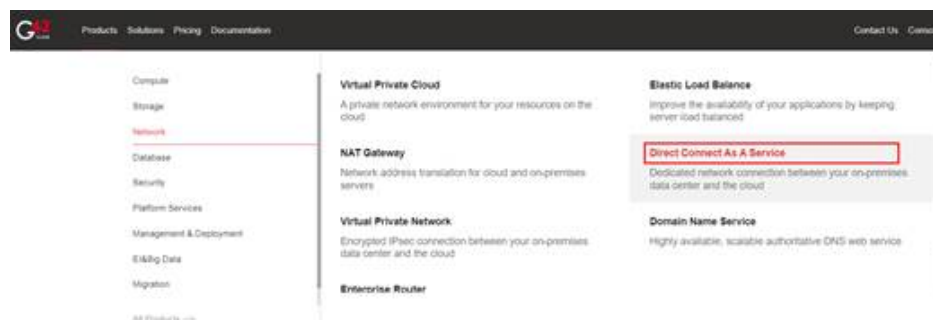 G42 CLOUD
Products Solutions Pricing Documentation
Contact Us
Compute
Storage
Network
Database
Security
Platform Services
Management & Deployment
EI&Big Data
Migration
Virtual Private Cloud
A private network environment for your resources on the
cloud
NAT Gateway
Network address translation for cloud and on-premises
servers
Virtual Private Network
Encrypted IPsec connection between your on-premises
data center and the cloud
Enterprise Router
Elastic Load Balance
Improve the availability of your applications by keeping
server load balanced
Direct Connect As A Service
Dedicated network connection between your on-premises
data center and the cloud
Domain Name Service
Highly available, scalable authoritative DNS web service